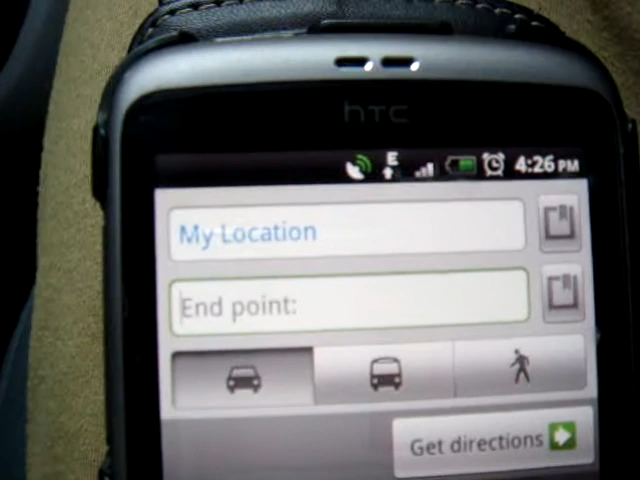 hTC
E 4:26 PM
My Location
End point:
Get directions